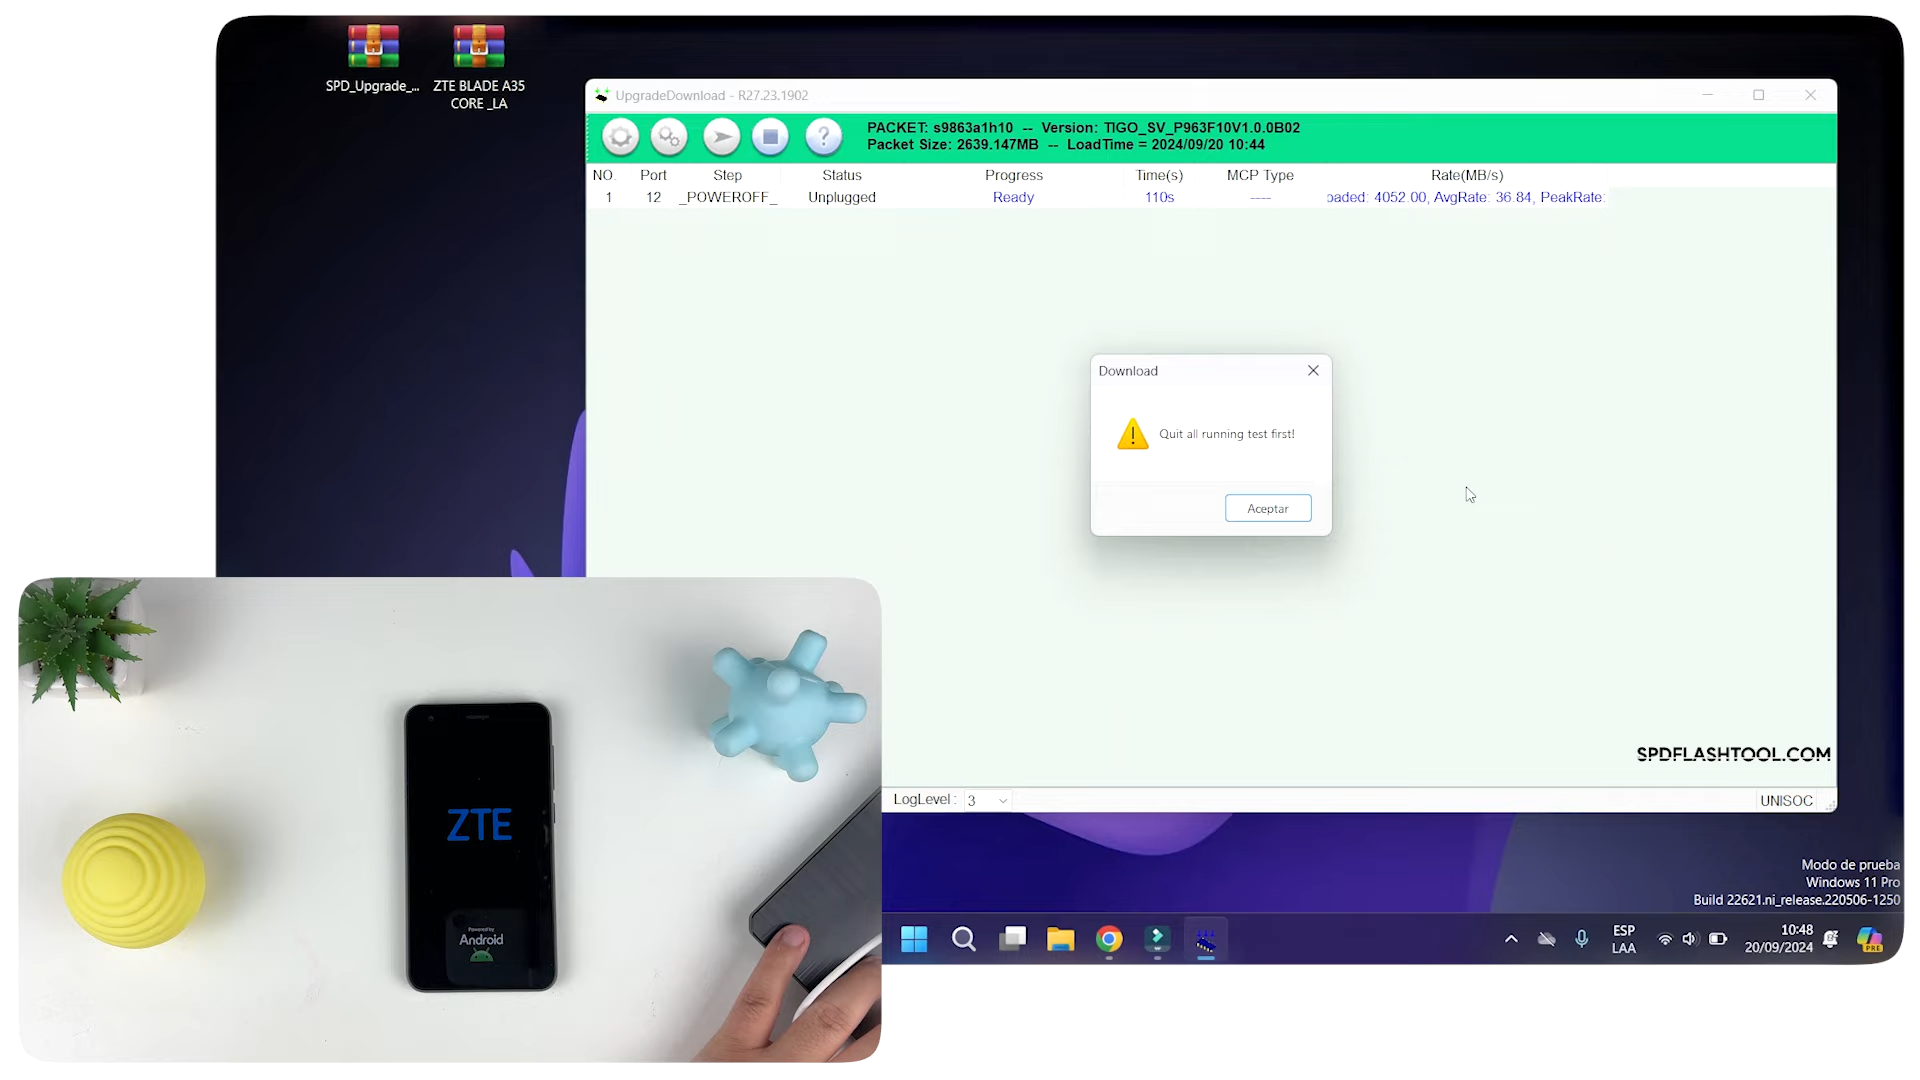 SPD_Upgrade_...
ZTE BLADE A35
CORE _LA
UpgradeDownload - R27.23.1902
PACKET: s9863a1h10 -- Version: TIGO_SV_P963F10V1.0.0B02
Packet Size: 2639.147MB -- LoadTime = 2024/09/20 10:44
NO. Port Step Status Progress Time(s) MCP Type Rate(MB/s)
1 12 _POWEROFF_ Unplugged Ready 110s ---- oaded: 4052.00, AvgRate: 36.84, PeakRate:
Download
Quit all running test first!
Aceptar
SPDFLASHTOOL.COM
LogLevel : 3
UNISOC
ZTE
Powered by
Android
Modo de prueba
Windows 11 Pro
Build 22621.ni_release.220506-1250
ESP
LAA
10:48
20/09/2024
PRE